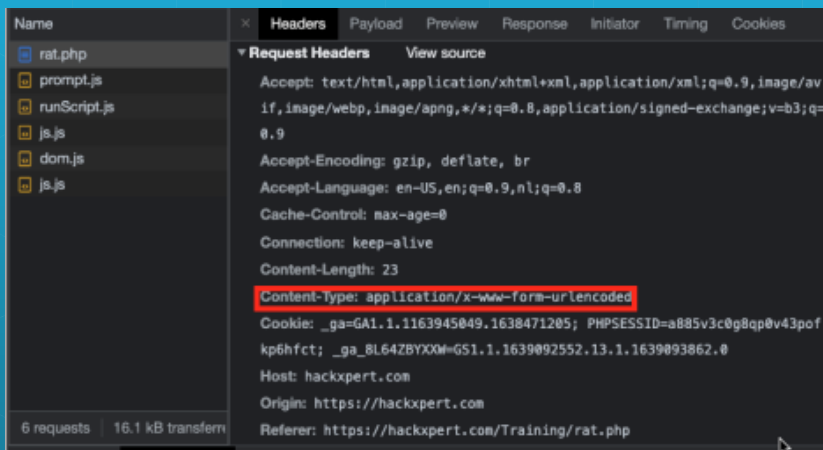 Name
× Headers Payload Preview Response Initiator Timing Cookies
rat.php
prompt.js
runScript.js
js.js
dom.js
js.js
6 requests 16.1 kB transferre
▼Request Headers View source
Accept: text/html,application/xhtml+xml,application/xml;q=0.9,image/av
if,image/webp,image/apng,*/*;q=0.8,application/signed-exchange;v=b3;q=
0.9
Accept-Encoding: gzip, deflate, br
Accept-Language: en-US,en;q=0.9,nl;q=0.8
Cache-Control: max-age=0
Connection: keep-alive
Content-Length: 23
Content-Type: application/x-www-form-urlencoded
Cookie: _ga=GA1.1.1163945049.1638471205; PHPSESSID=a885v3c0g8qp0v43pof
kp6hfct; _ga_8L64ZBYXXW=GS1.1.1639092552.13.1.1639093862.0
Host: hackxpert.com
Origin: https://hackxpert.com
Referer: https://hackxpert.com/Training/rat.php